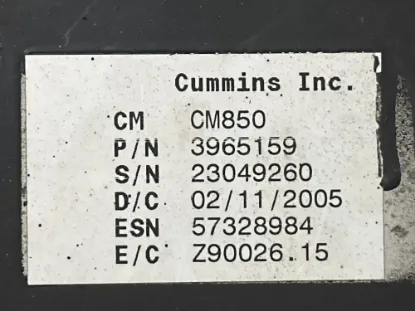 Cummins Inc.
CM CM850
P/N 3965159
S/N 23049260
D/C 02/11/2005
ESN 57328984
E/C Z90026.15